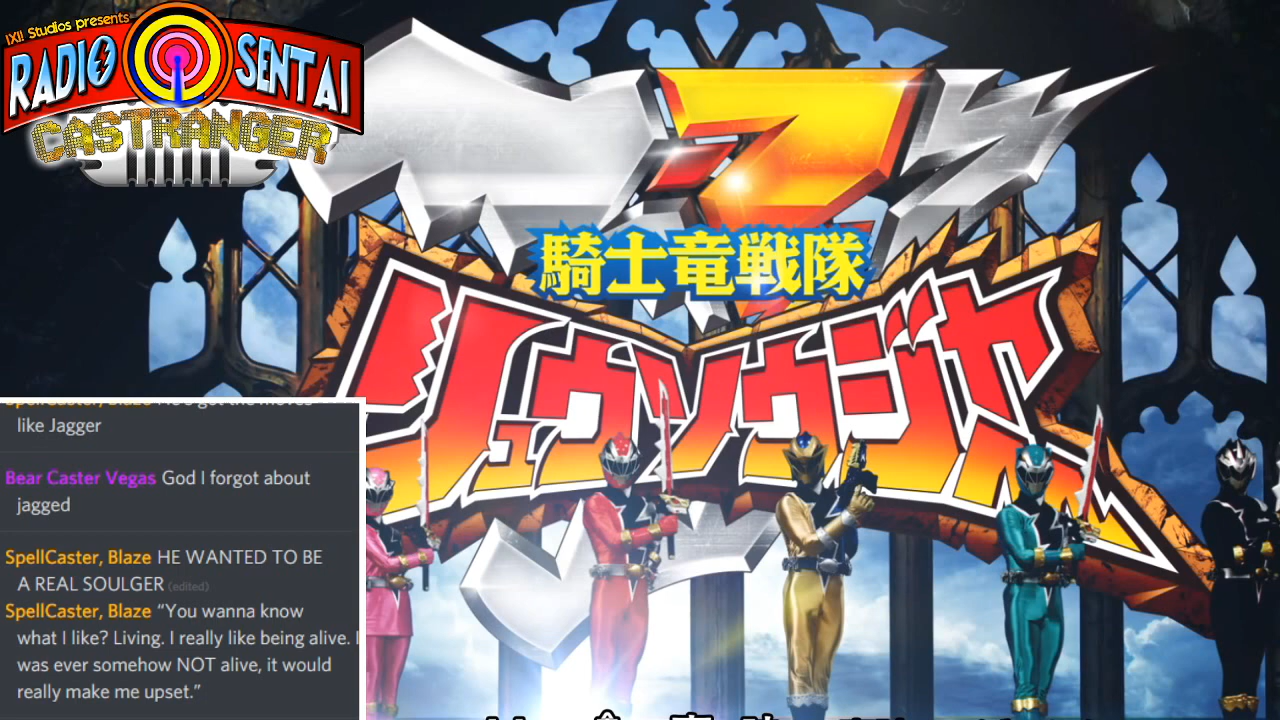 IXII Studios presents
RADIO SENTAI
CASTRANGER
騎士竜戦隊
リュウソウジャー
like Jagger
Bear Caster Vegas God I forgot about
jagged
SpellCaster, Blaze HE WANTED TO BE
A REAL SOULGER (edited)
SpellCaster, Blaze “You wanna know
what I like? Living. I really like being alive. I
was ever somehow NOT alive, it would
really make me upset.”